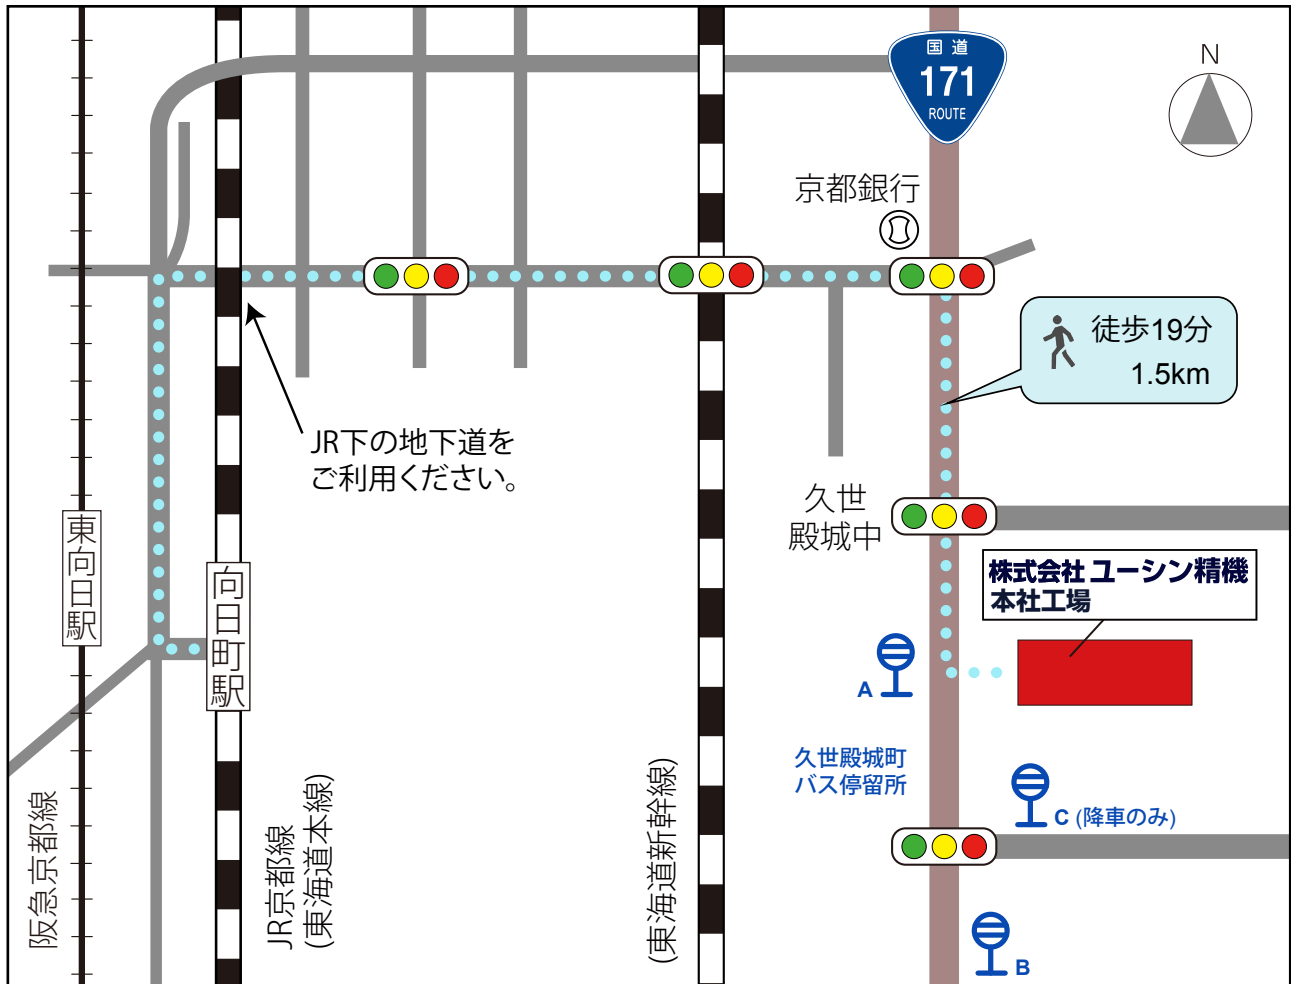 国道
171
ROUTE
N
京都銀行
徒歩19分
1.5km
JR下の地下道を
ご利用ください。
久世
殿城中
東向日駅
向日町駅
株式会社 ユーシン精機
本社工場
A
久世殿城町
バス停留所
C (降車のみ)
B
阪急京都線
JR京都線
(東海道本線)
(東海道新幹線)